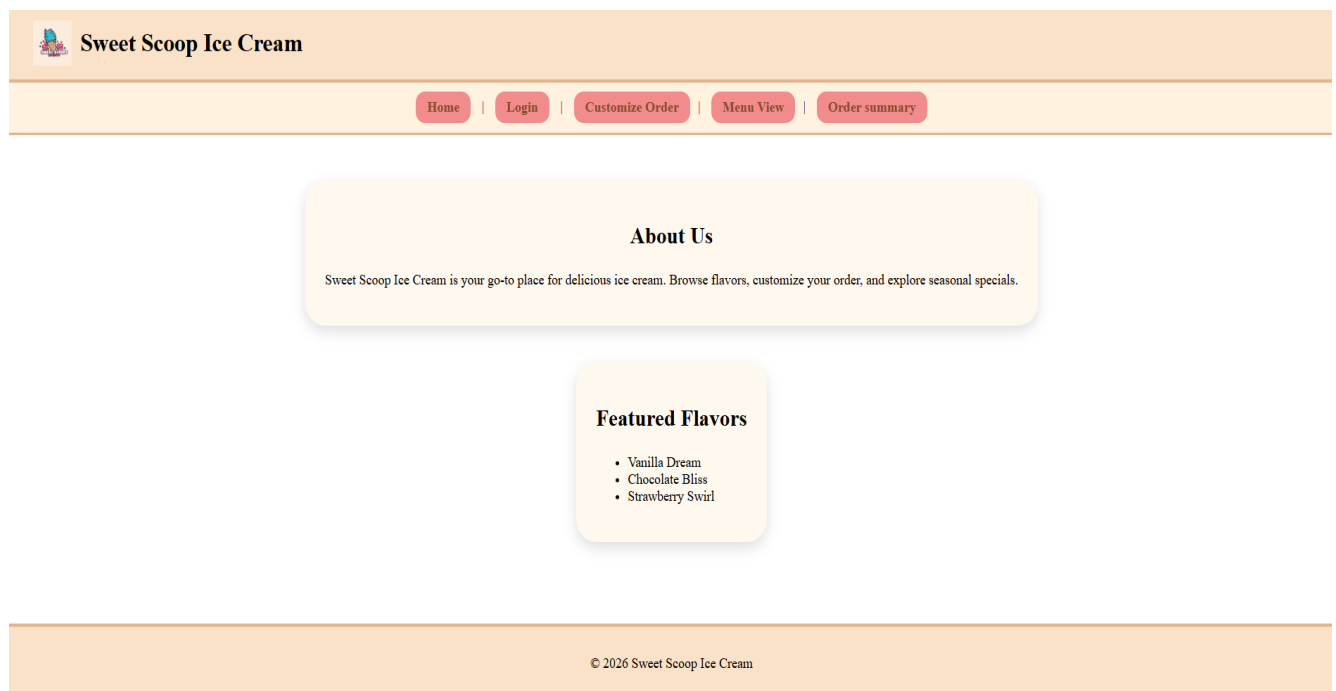 Sweet Scoop Ice Cream
Home | Login | Customize Order | Menu View | Order summary
About Us
Sweet Scoop Ice Cream is your go-to place for delicious ice cream. Browse flavors, customize your order, and explore seasonal specials.
Featured Flavors
• Vanilla Dream
• Chocolate Bliss
• Strawberry Swirl
© 2026 Sweet Scoop Ice Cream